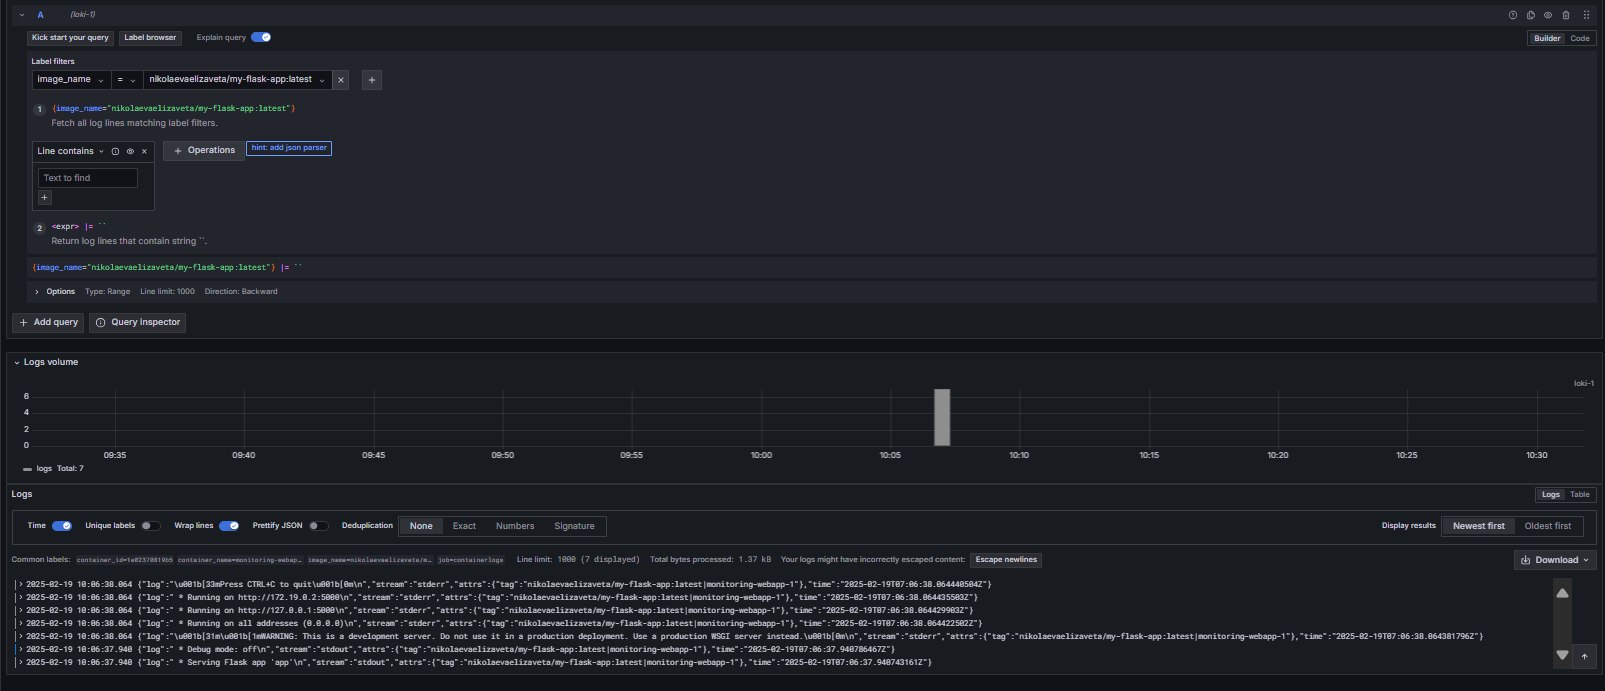 A (loki-1)
Kick start your query Label browser Explain query Builder Code
Label filters
image_name = nikolaevaelizaveta/my-flask-app:latest × +
1 {image_name="nikolaevaelizaveta/my-flask-app:latest"}
Fetch all log lines matching label filters.
Line contains × + Operations hint: add json parser
Text to find
+
2 <expr> |= ``
Return log lines that contain string ``.
{image_name="nikolaevaelizaveta/my-flask-app:latest"} |= ``
> Options Type: Range Line limit: 1000 Direction: Backward
+ Add query Query inspector
Logs volume
loki-1
6
4
2
0
09:35 09:40 09:45 09:50 09:55 10:00 10:05 10:10 10:15 10:20 10:25 10:30
logs Total: 7
Logs Logs Table
Time Unique labels Wrap lines Prettify JSON Deduplication None Exact Numbers Signature Display results Newest first Oldest first
Common labels: container_id=1a02370819b5 container_name=monitoring-webap… image_name=nikolaevaelizaveta/m… job=containerlogs Line limit: 1000 (7 displayed) Total bytes processed: 1.37 kB Your logs might have incorrectly escaped content: Escape newlines Download
> 2025-02-19 10:06:38.064 {"log":"\u001b[33mPress CTRL+C to quit\u001b[0m\n","stream":"stderr","attrs":{"tag":"nikolaevaelizaveta/my-flask-app:latest|monitoring-webapp-1"},"time":"2025-02-19T07:06:38.064440504Z"}
> 2025-02-19 10:06:38.064 {"log":" * Running on http://172.19.0.2:5000\n","stream":"stderr","attrs":{"tag":"nikolaevaelizaveta/my-flask-app:latest|monitoring-webapp-1"},"time":"2025-02-19T07:06:38.064435503Z"}
> 2025-02-19 10:06:38.064 {"log":" * Running on http://127.0.0.1:5000\n","stream":"stderr","attrs":{"tag":"nikolaevaelizaveta/my-flask-app:latest|monitoring-webapp-1"},"time":"2025-02-19T07:06:38.064429903Z"}
> 2025-02-19 10:06:38.064 {"log":" * Running on all addresses (0.0.0.0)\n","stream":"stderr","attrs":{"tag":"nikolaevaelizaveta/my-flask-app:latest|monitoring-webapp-1"},"time":"2025-02-19T07:06:38.064422502Z"}
> 2025-02-19 10:06:38.064 {"log":"\u001b[31m\u001b[1mWARNING: This is a development server. Do not use it in a production deployment. Use a production WSGI server instead.\u001b[0m\n","stream":"stderr","attrs":{"tag":"nikolaevaelizaveta/my-flask-app:latest|monitoring-webapp-1"},"time":"2025-02-19T07:06:38.064381796Z"}
> 2025-02-19 10:06:37.940 {"log":" * Debug mode: off\n","stream":"stdout","attrs":{"tag":"nikolaevaelizaveta/my-flask-app:latest|monitoring-webapp-1"},"time":"2025-02-19T07:06:37.940786467Z"}
> 2025-02-19 10:06:37.940 {"log":" * Serving Flask app 'app'\n","stream":"stdout","attrs":{"tag":"nikolaevaelizaveta/my-flask-app:latest|monitoring-webapp-1"},"time":"2025-02-19T07:06:37.940743161Z"}